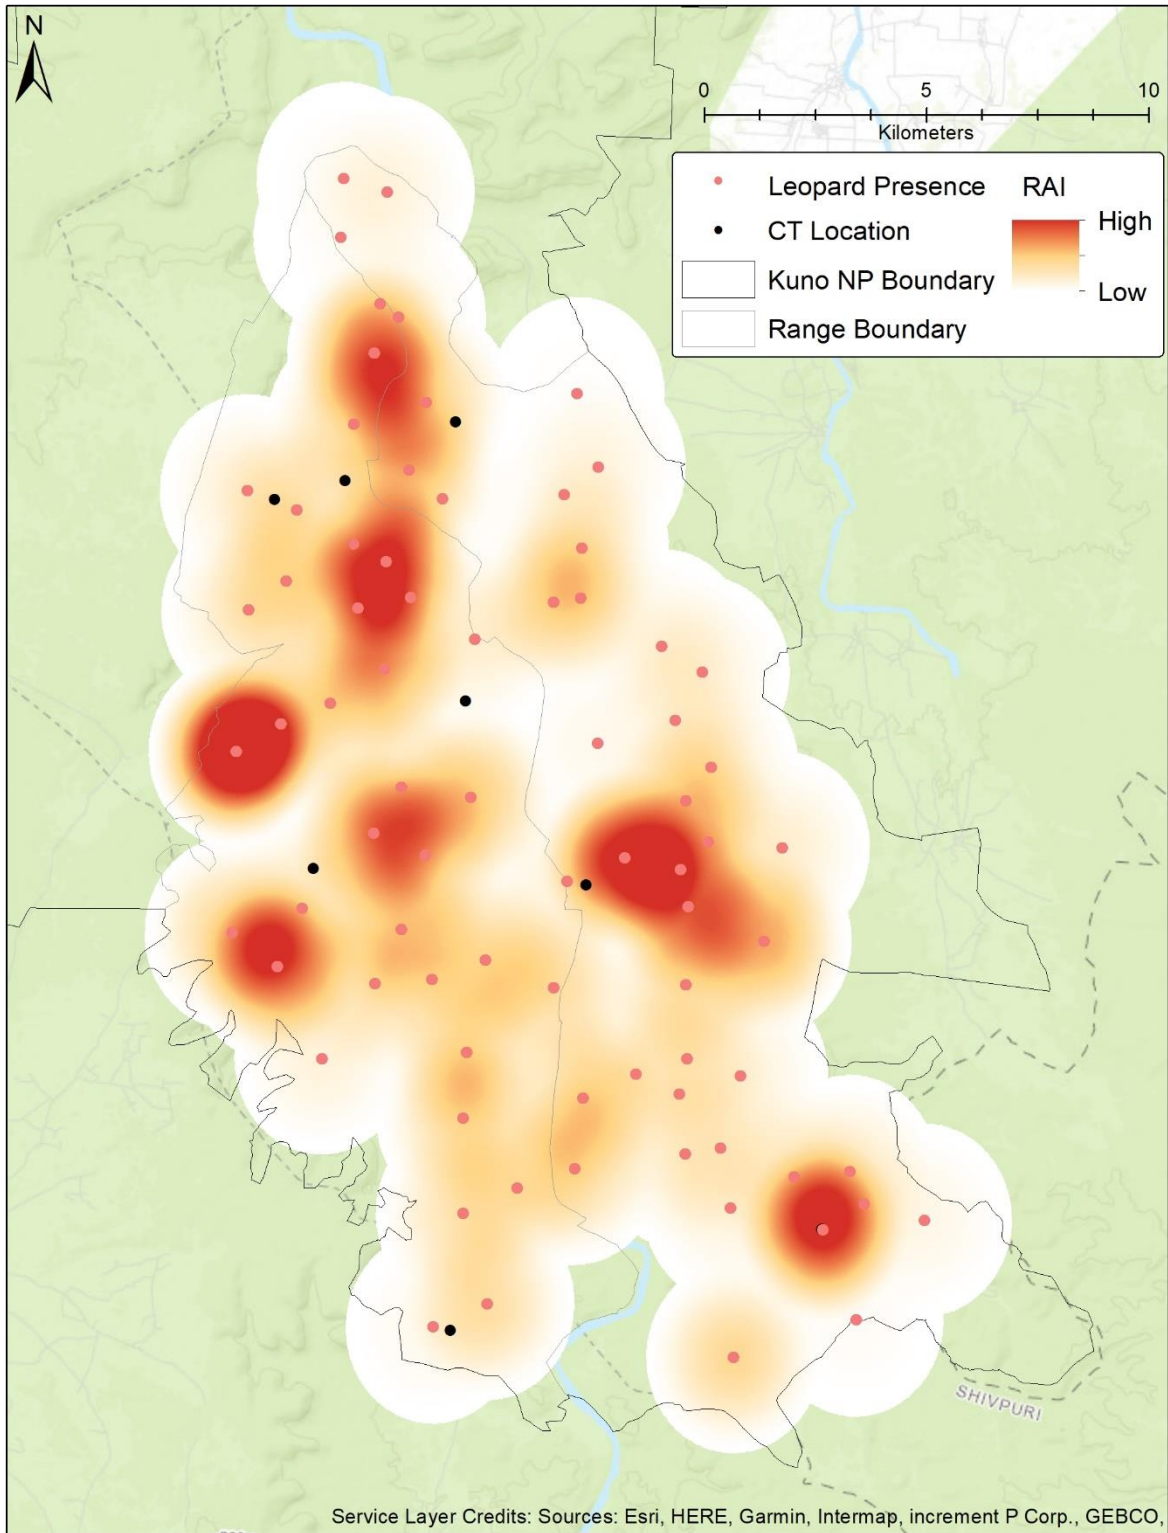 N
0 5 10
Kilometers
Leopard Presence
CT Location
Kuno NP Boundary
Range Boundary
RAI
High
Low
SHIVPURI
Service Layer Credits: Sources: Esri, HERE, Garmin, Intermap, increment P Corp., GEBCO,